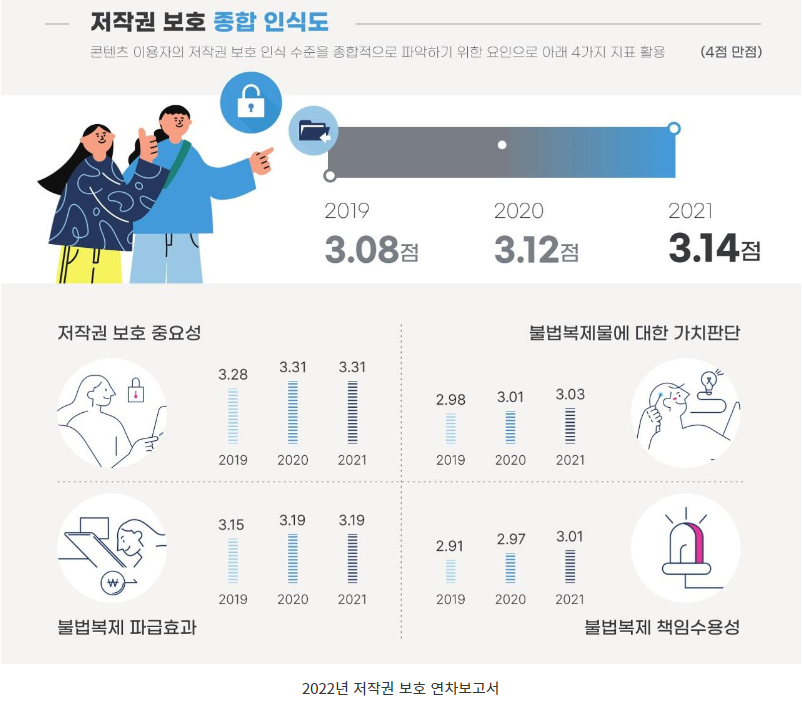 저작권 보호 종합 인식도
콘텐츠 이용자의 저작권 보호 인식 수준을 종합적으로 파악하기 위한 요인으로 아래 4가지 지표 활용 (4점 만점)
2019 2020 2021
3.08점 3.12점 3.14점
저작권 보호 중요성
3.28 3.31 3.31
2019 2020 2021
불법복제물에 대한 가치판단
2.98 3.01 3.03
2019 2020 2021
3.15 3.19 3.19
2019 2020 2021
불법복제 파급효과
₩
2.91 2.97 3.01
2019 2020 2021
불법복제 책임수용성
2022년 저작권 보호 연차보고서